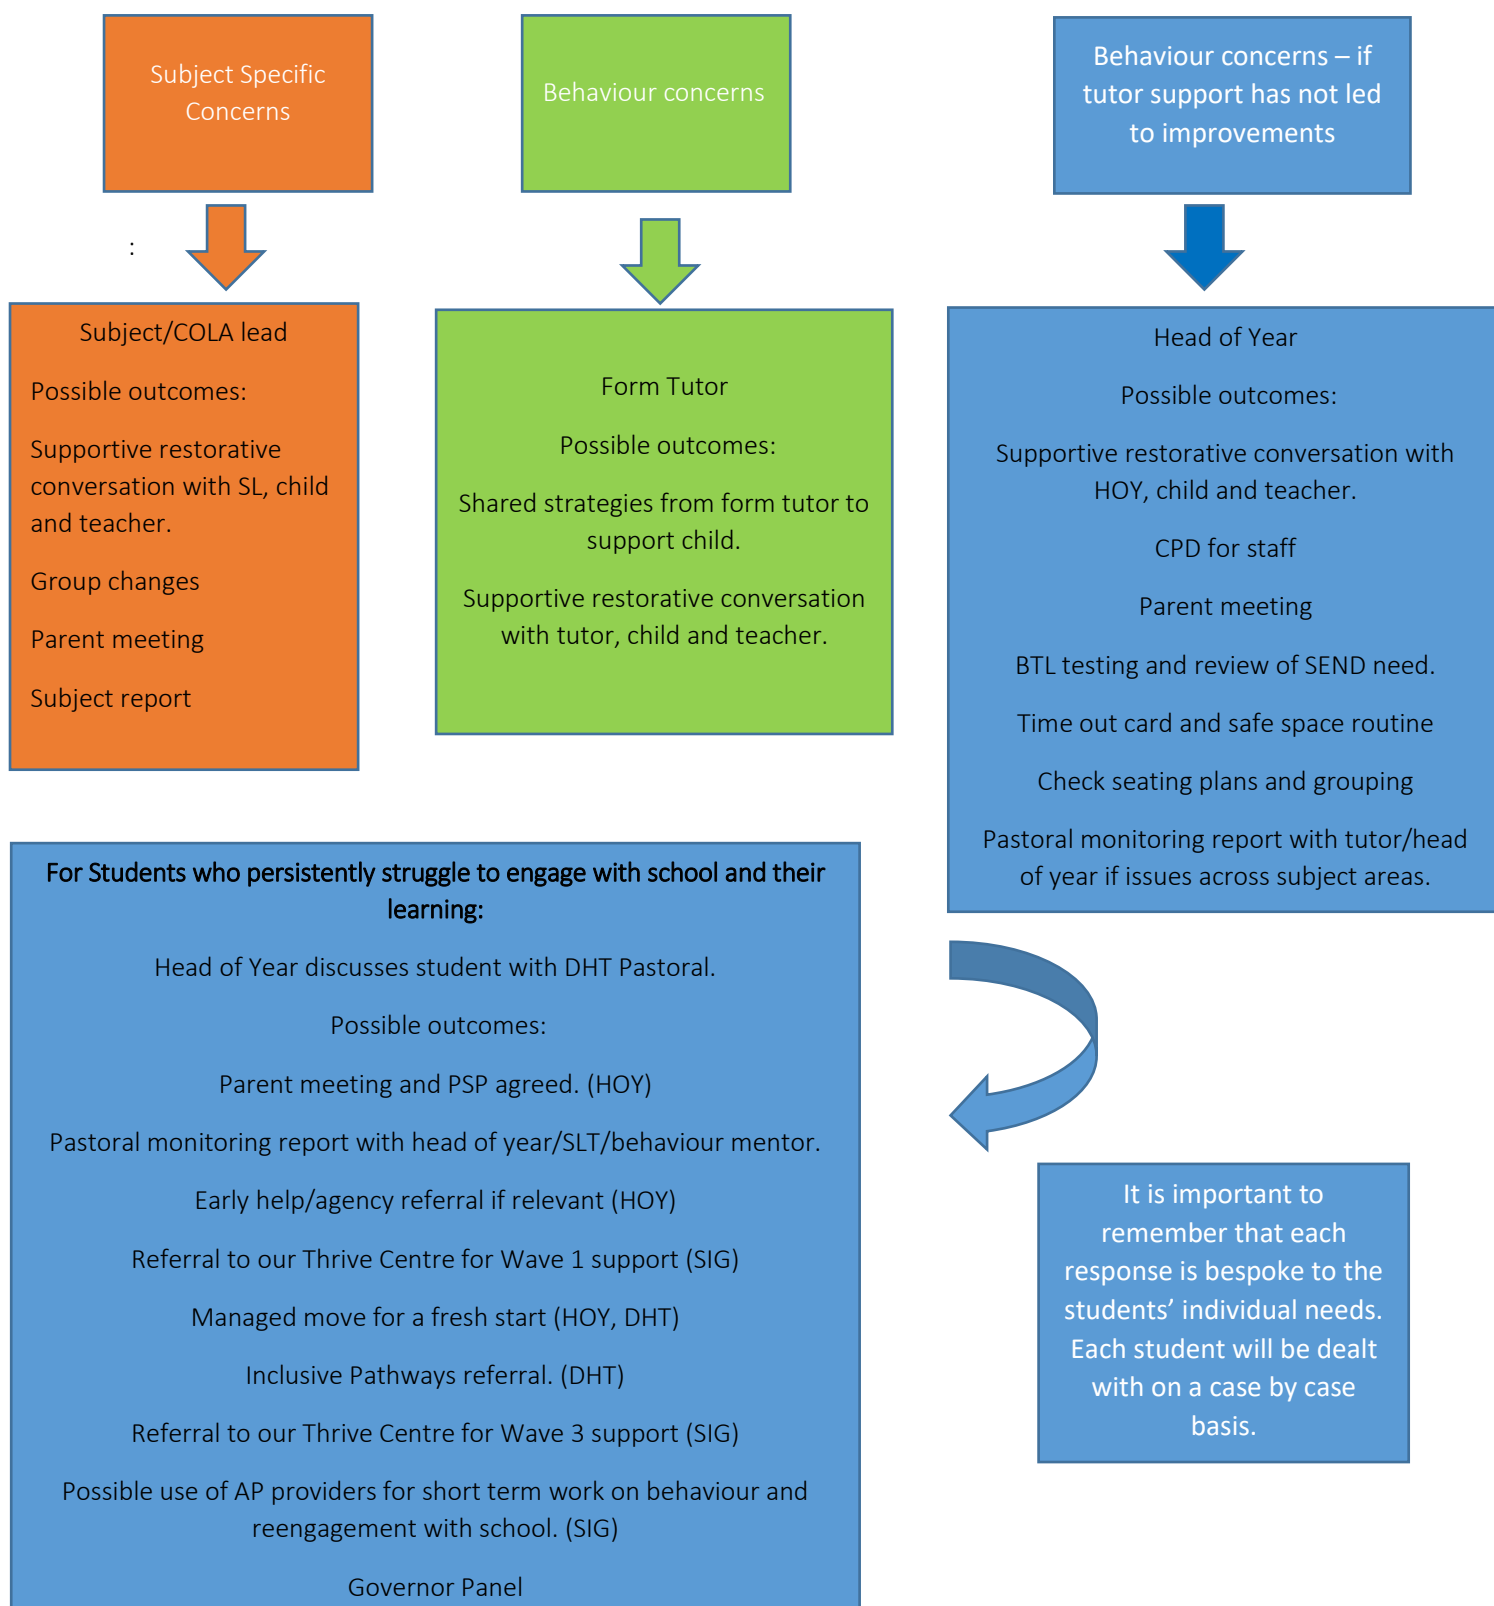 Subject Specific
Concerns
Behaviour concerns
Behaviour concerns – if
tutor support has not led
to improvements
:
Subject/COLA lead
Possible outcomes:
Supportive restorative
conversation with SL, child
and teacher.
Group changes
Parent meeting
Subject report
Form Tutor
Possible outcomes:
Shared strategies from form tutor to
support child.
Supportive restorative conversation
with tutor, child and teacher.
Head of Year
Possible outcomes:
Supportive restorative conversation with
HOY, child and teacher.
CPD for staff
Parent meeting
BTL testing and review of SEND need.
Time out card and safe space routine
Check seating plans and grouping
Pastoral monitoring report with tutor/head
of year if issues across subject areas.
For Students who persistently struggle to engage with school and their
learning:
Head of Year discusses student with DHT Pastoral.
Possible outcomes:
Parent meeting and PSP agreed. (HOY)
Pastoral monitoring report with head of year/SLT/behaviour mentor.
Early help/agency referral if relevant (HOY)
Referral to our Thrive Centre for Wave 1 support (SIG)
Managed move for a fresh start (HOY, DHT)
Inclusive Pathways referral. (DHT)
Referral to our Thrive Centre for Wave 3 support (SIG)
Possible use of AP providers for short term work on behaviour and
reengagement with school. (SIG)
Governor Panel
It is important to
remember that each
response is bespoke to the
students’ individual needs.
Each student will be dealt
with on a case by case
basis.